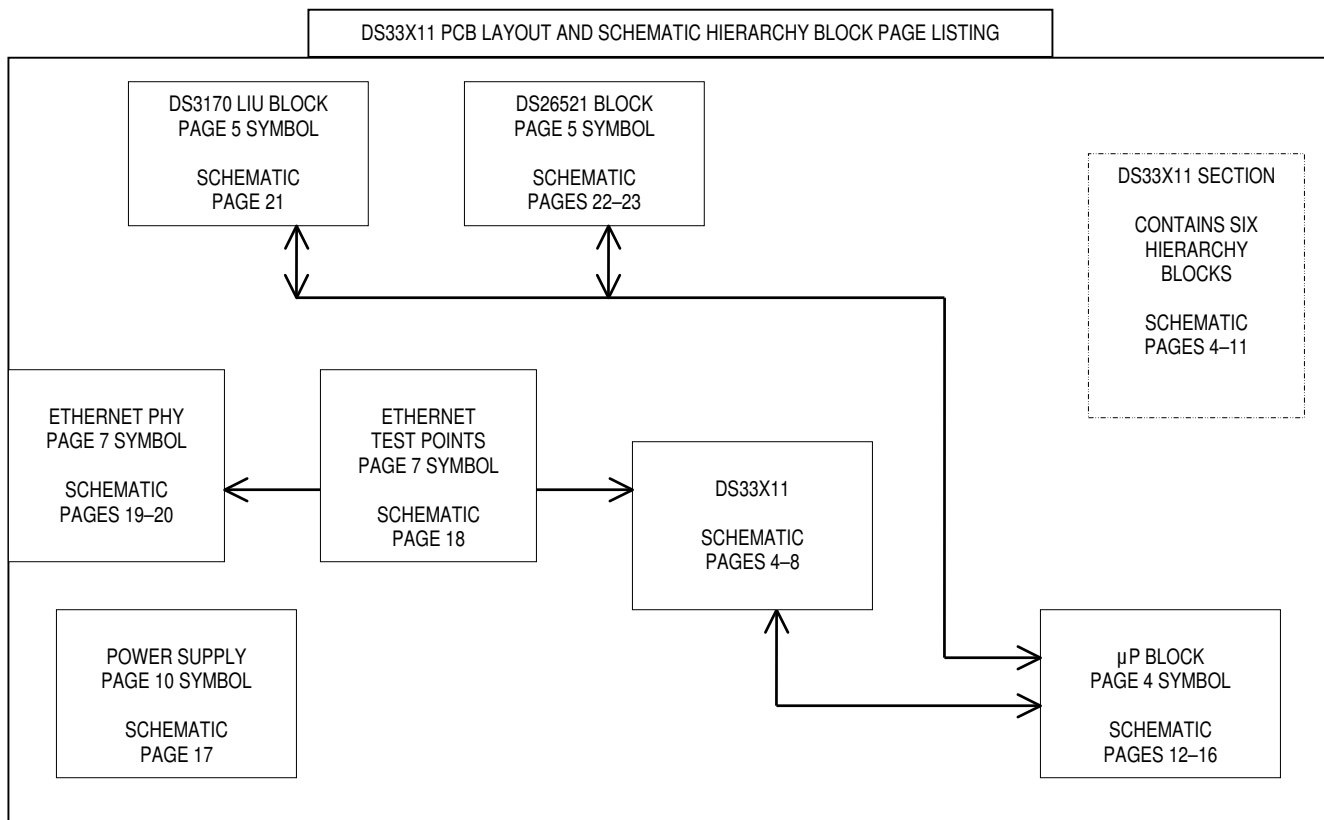 DS33X11 PCB LAYOUT AND SCHEMATIC HIERARCHY BLOCK PAGE LISTING
DS3170 LIU BLOCK
PAGE 5 SYMBOL
SCHEMATIC
PAGE 21
DS26521 BLOCK
PAGE 5 SYMBOL
SCHEMATIC
PAGES 22–23
DS33X11 SECTION
CONTAINS SIX
HIERARCHY
BLOCKS
SCHEMATIC
PAGES 4–11
ETHERNET PHY
PAGE 7 SYMBOL
SCHEMATIC
PAGES 19–20
ETHERNET
TEST POINTS
PAGE 7 SYMBOL
SCHEMATIC
PAGE 18
DS33X11
SCHEMATIC
PAGES 4–8
POWER SUPPLY
PAGE 10 SYMBOL
SCHEMATIC
PAGE 17
µP BLOCK
PAGE 4 SYMBOL
SCHEMATIC
PAGES 12–16